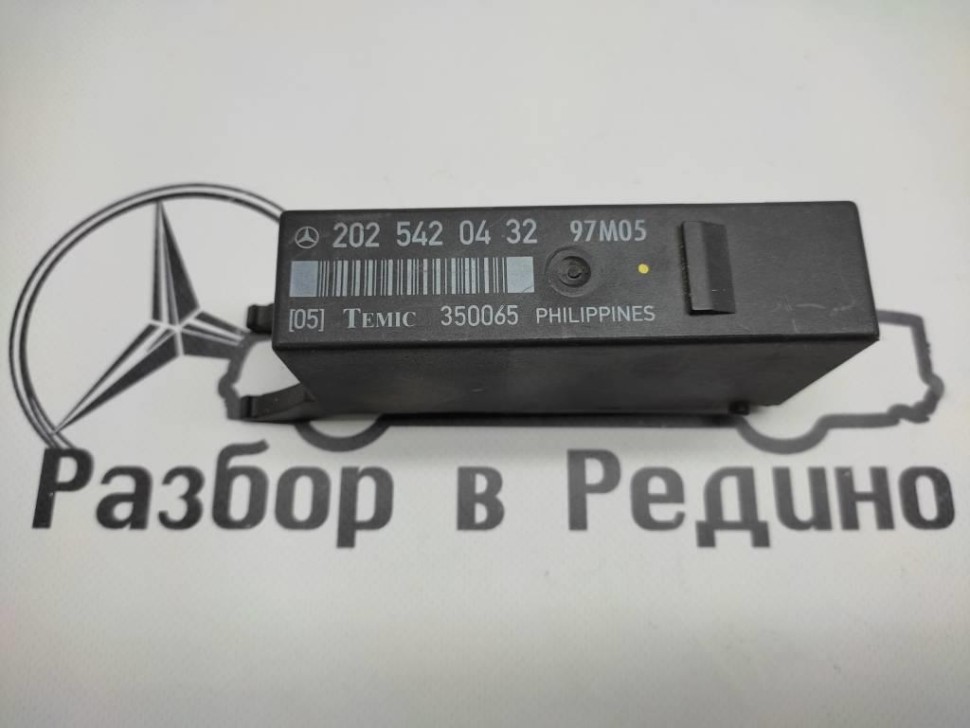 202 542 04 32 97M05
[05] TEMIC 350065 PHILIPPINES
Разбор в Редино